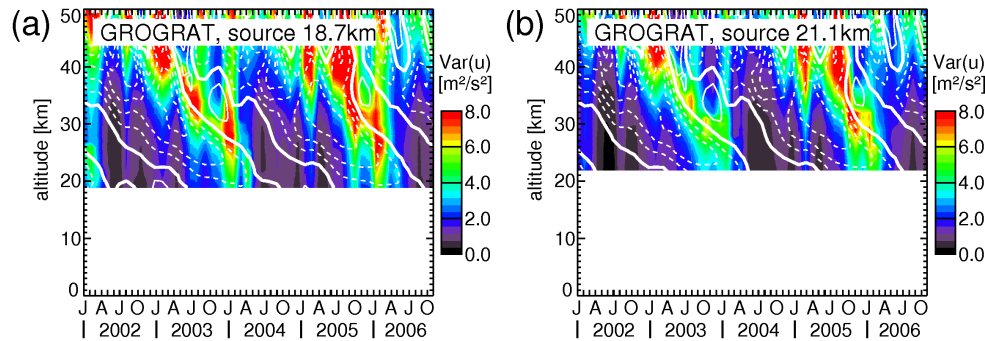 (a)
GROGRAT, source 18.7km
50
40
30
20
10
0
altitude [km]
J A J O J A J O J A J O J A J O J A J O
| 2002 | 2003 | 2004 | 2005 | 2006
Var(u)
[m²/s²]
8.0
6.0
4.0
2.0
0.0
(b)
GROGRAT, source 21.1km
50
40
30
20
10
0
altitude [km]
J A J O J A J O J A J O J A J O J A J O
| 2002 | 2003 | 2004 | 2005 | 2006
Var(u)
[m²/s²]
8.0
6.0
4.0
2.0
0.0